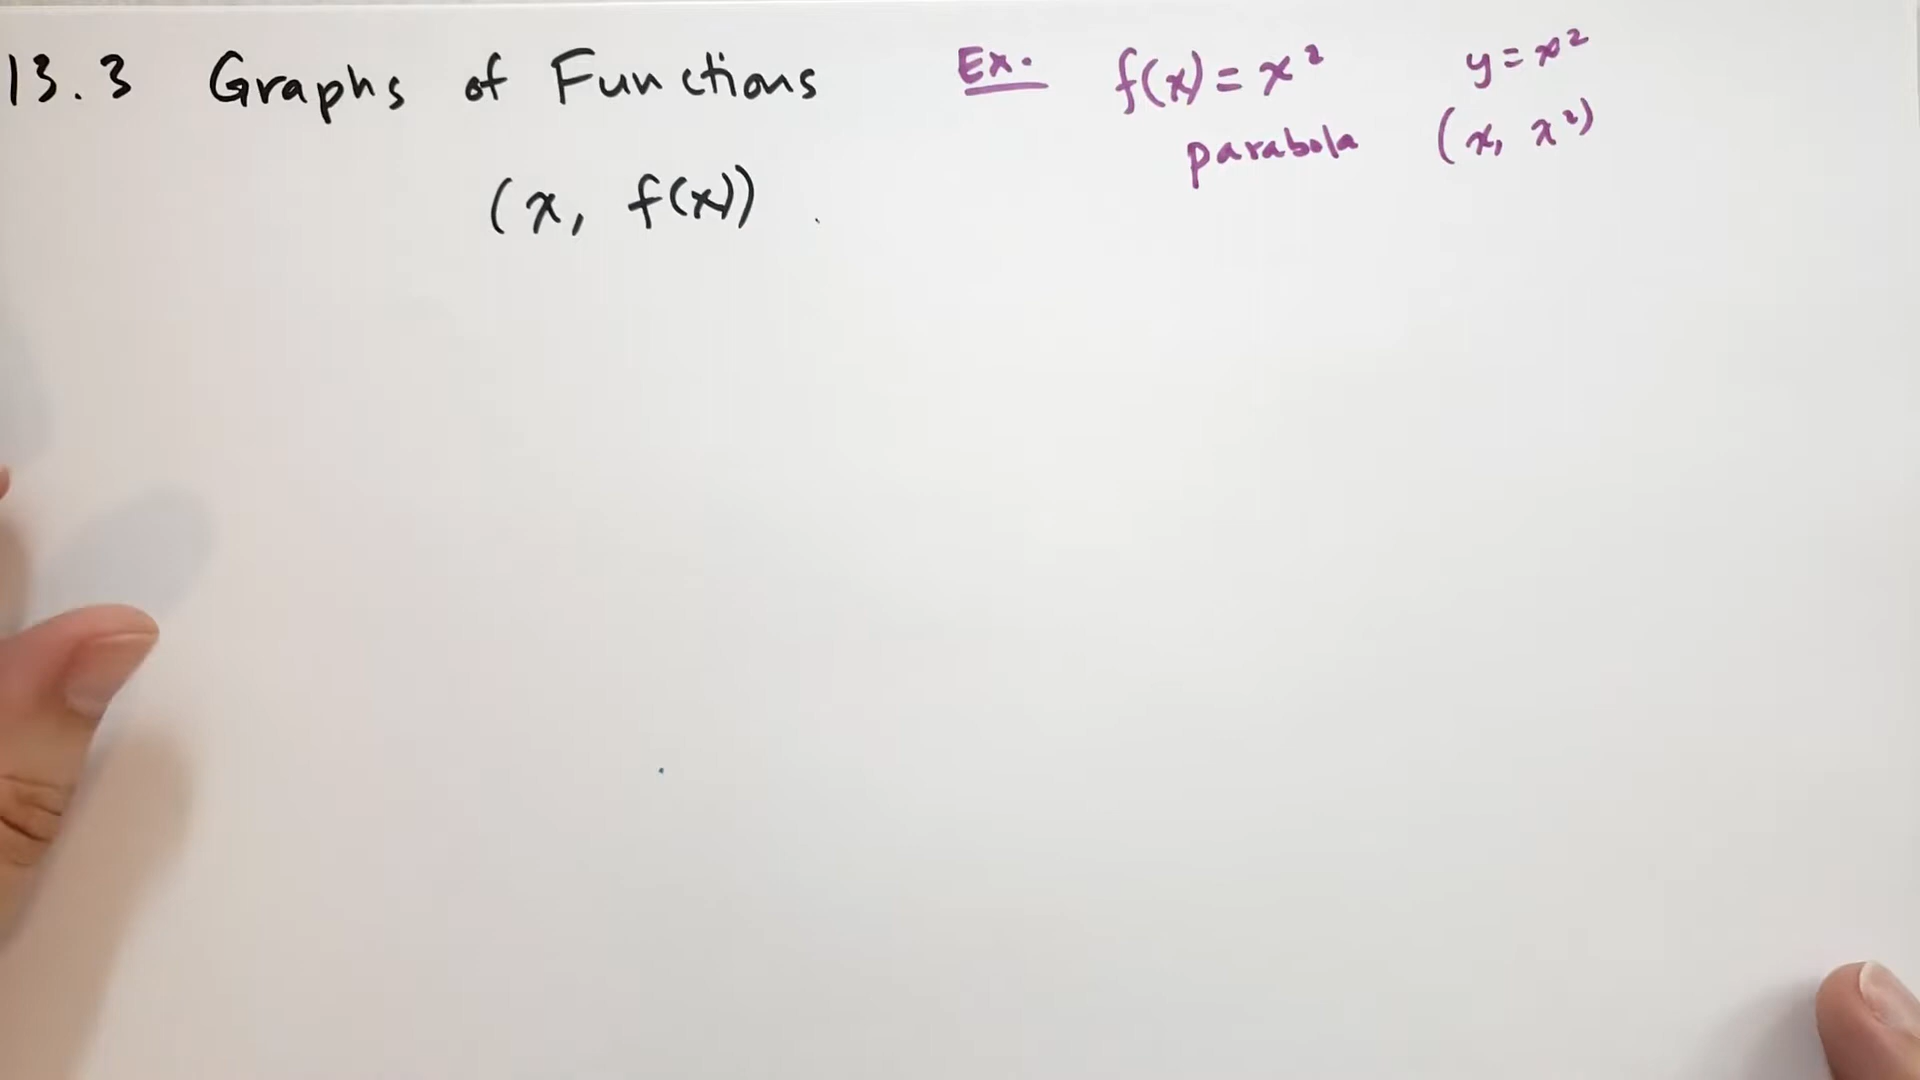 13.3 Graphs of Functions
(x, f(x))
Ex. f(x) = x²
parabola
y = x²
(x, x²)